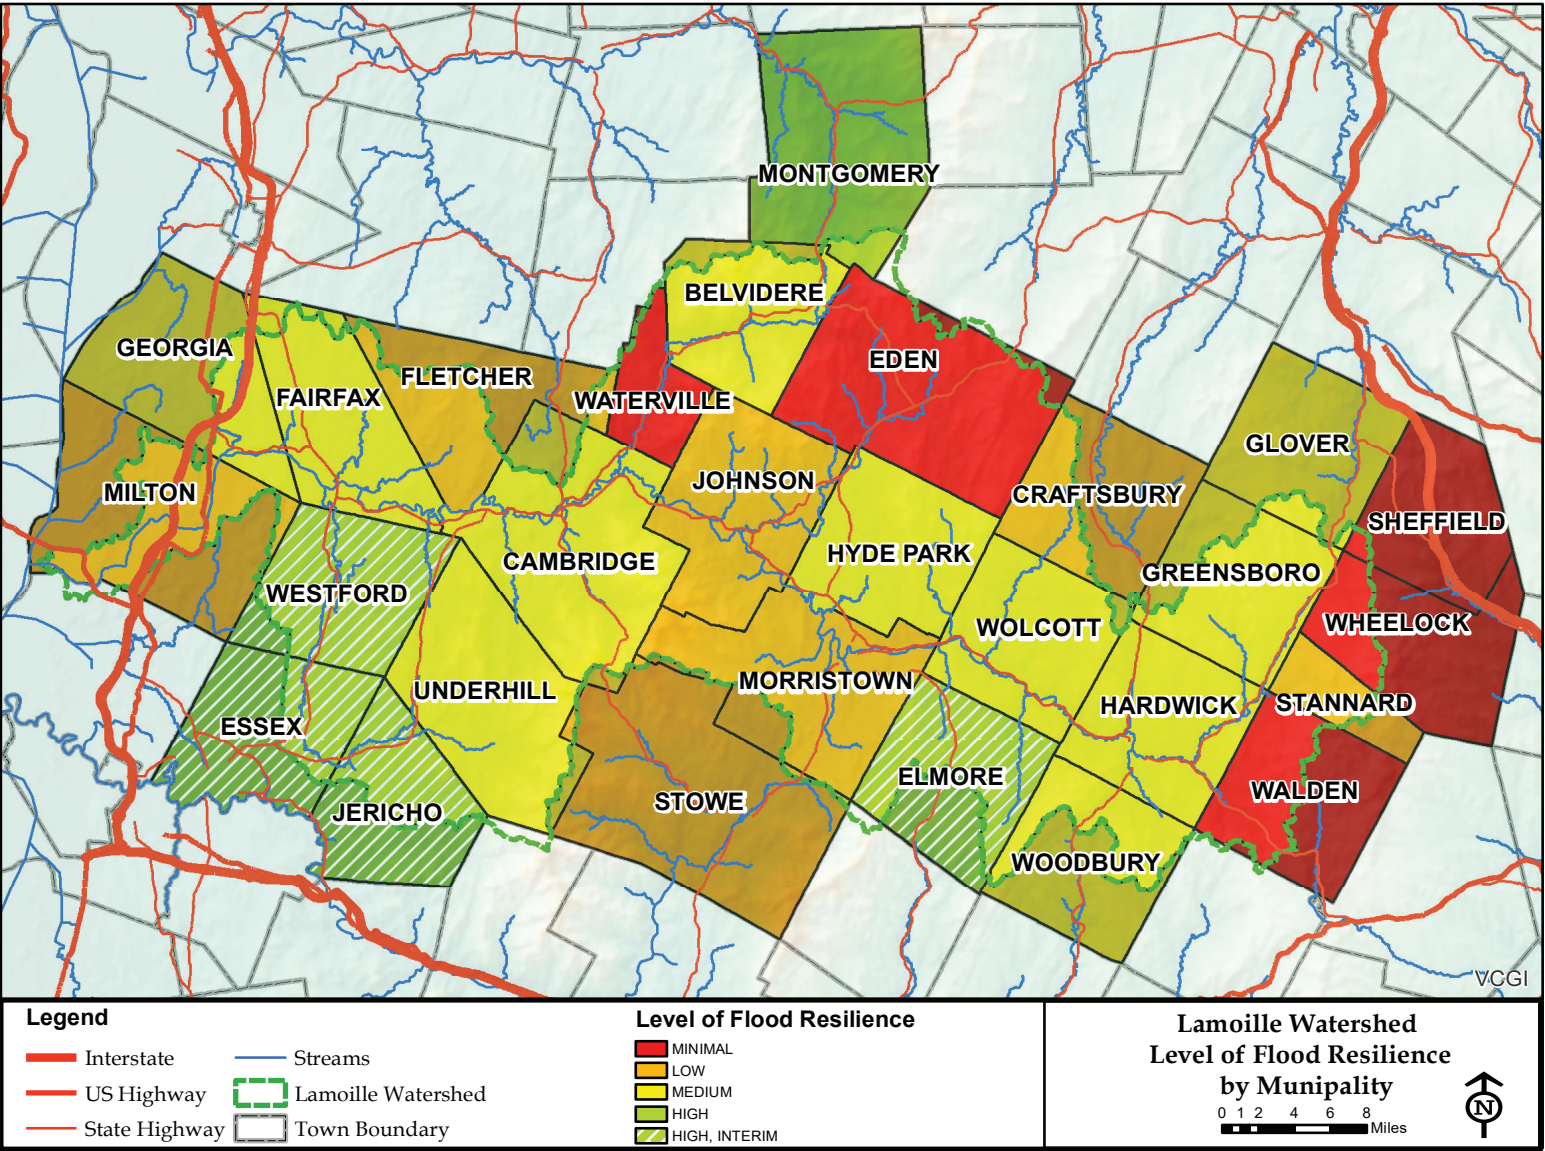 MONTGOMERY
BELVIDERE
GEORGIA
EDEN
FLETCHER
FAIRFAX
WATERVILLE
GLOVER
JOHNSON
MILTON
CRAFTSBURY
SHEFFIELD
CAMBRIDGE
HYDE PARK
GREENSBORO
WESTFORD
WHEELOCK
WOLCOTT
UNDERHILL
MORRISTOWN
HARDWICK
STANNARD
ESSEX
ELMORE
WALDEN
STOWE
JERICHO
WOODBURY
VCGI
Legend
Interstate
US Highway
State Highway
Streams
Lamoille Watershed
Town Boundary
Level of Flood Resilience
MINIMAL
LOW
MEDIUM
HIGH
HIGH, INTERIM
Lamoille Watershed
Level of Flood Resilience
by Munipality
0 1 2 4 6 8
Miles
N